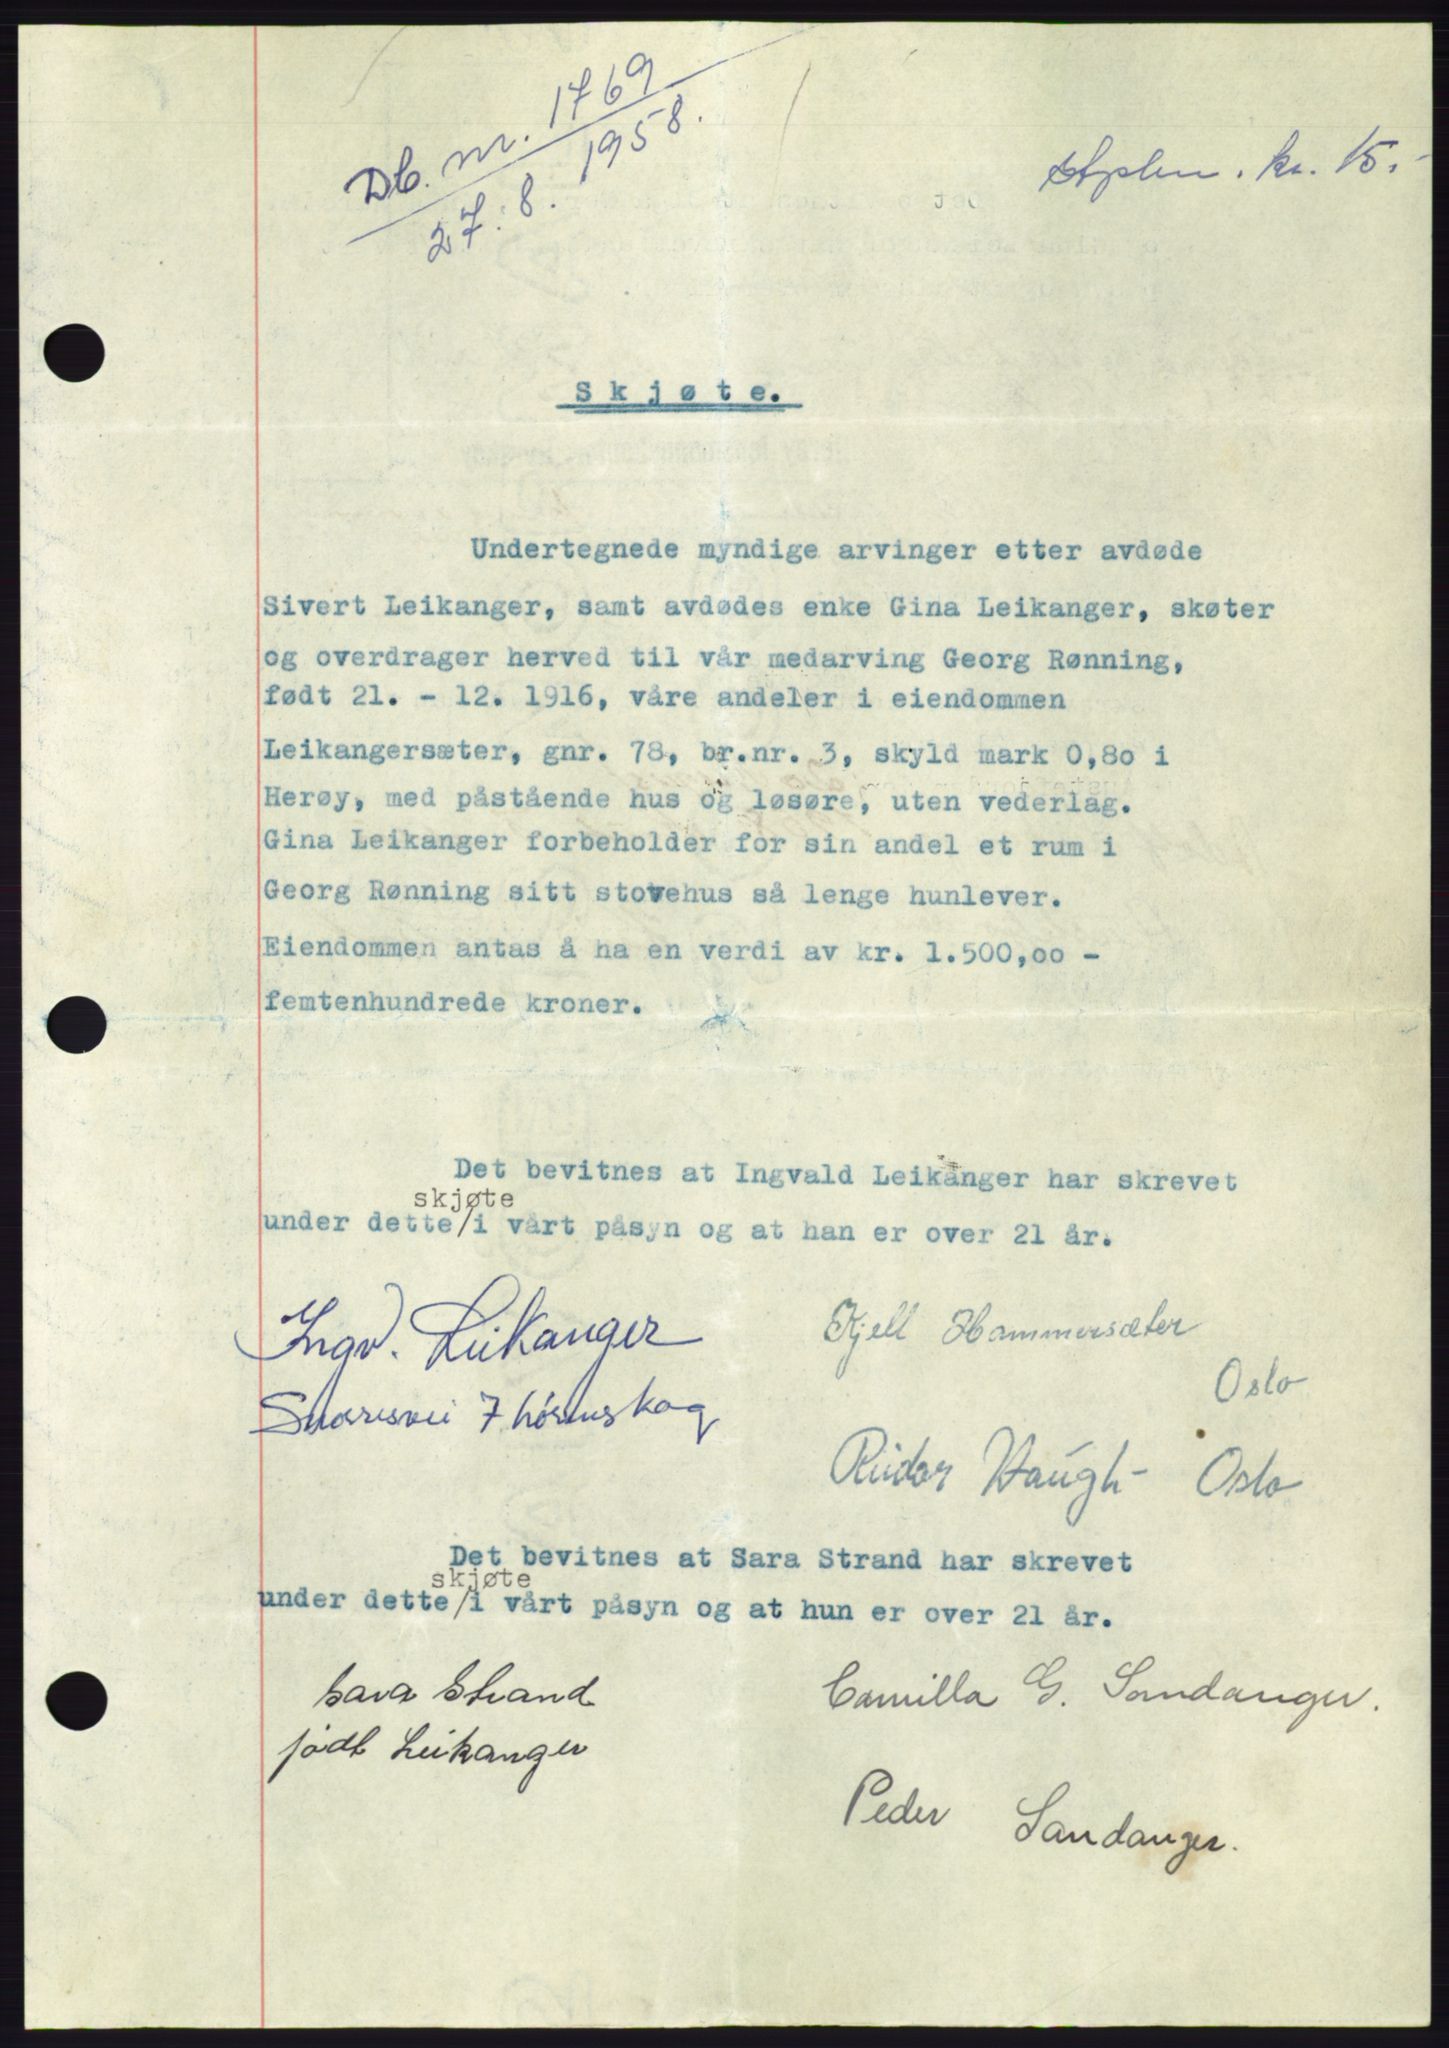 Db. nr. 1769
27. 8. 1958.
kr. 15.-
Skjøte.
Undertegnede myndige arvinger etter avdøde
Sivert Leikanger, samt avdødes enke Gina Leikanger, skøter
og overdrager herved til vår medarving Georg Rønning,
født 21. - 12. 1916, våre andeler i eiendommen
Leikangersæter, gnr. 78, br.nr. 3, skyld mark 0,80 i
Herøy, med påstående hus og løsøre, uten vederlag.
Gina Leikanger forbeholder for sin andel et rum i
Georg Rønning sitt stovehus så lenge hunlever.
Eiendommen antas å ha en verdi av kr. 1.500,00 -
femtenhundrede kroner.
Det bevitnes at Ingvald Leikanger har skrevet
skjøte
under dette/i vårt påsyn og at han er over 21 år.
Ingv. Leikanger
7
Kjell Hammersæter
Oslo
Reidar Haugh Oslo
Det bevitnes at Sara Strand har skrevet
skjøte
under dette/i vårt påsyn og at hun er over 21 år.
Sara Strand
født Leikanger
Camilla G. Sandanger.
Peder Sandanger.